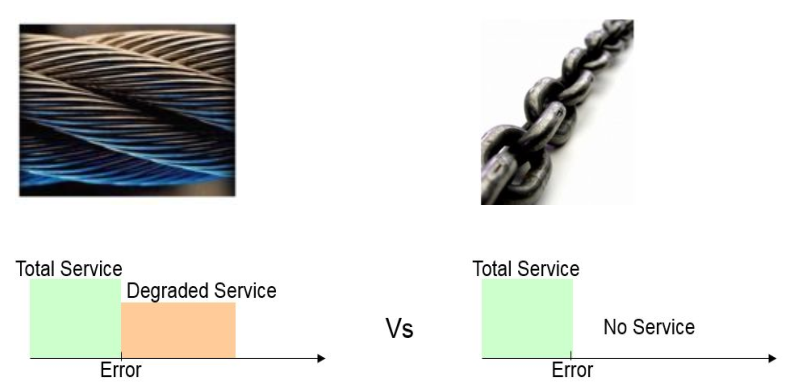 Total Service
Degraded Service
Error
Vs
Total Service
No Service
Error